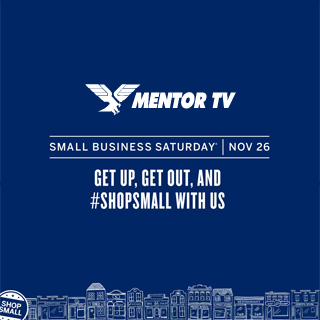 MENTOR TV
SMALL BUSINESS SATURDAY® | NOV 26
GET UP, GET OUT, AND
#SHOPSMALL WITH US
SHOP
SMALL